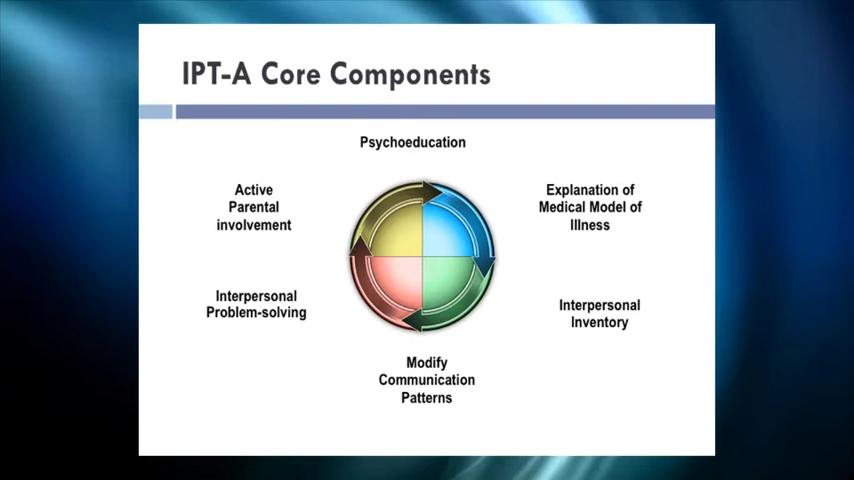 IPT-A Core Components
Psychoeducation
Active
Parental
involvement
Explanation of
Medical Model of
Illness
Interpersonal
Problem-solving
Interpersonal
Inventory
Modify
Communication
Patterns